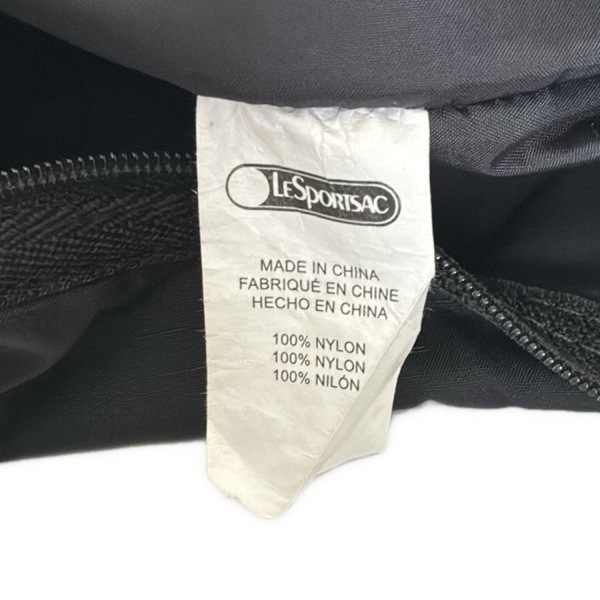 LESPORTSAC
MADE IN CHINA
FABRIQUÉ EN CHINE
HECHO EN CHINA
100% NYLON
100% NYLON
100% NILÓN